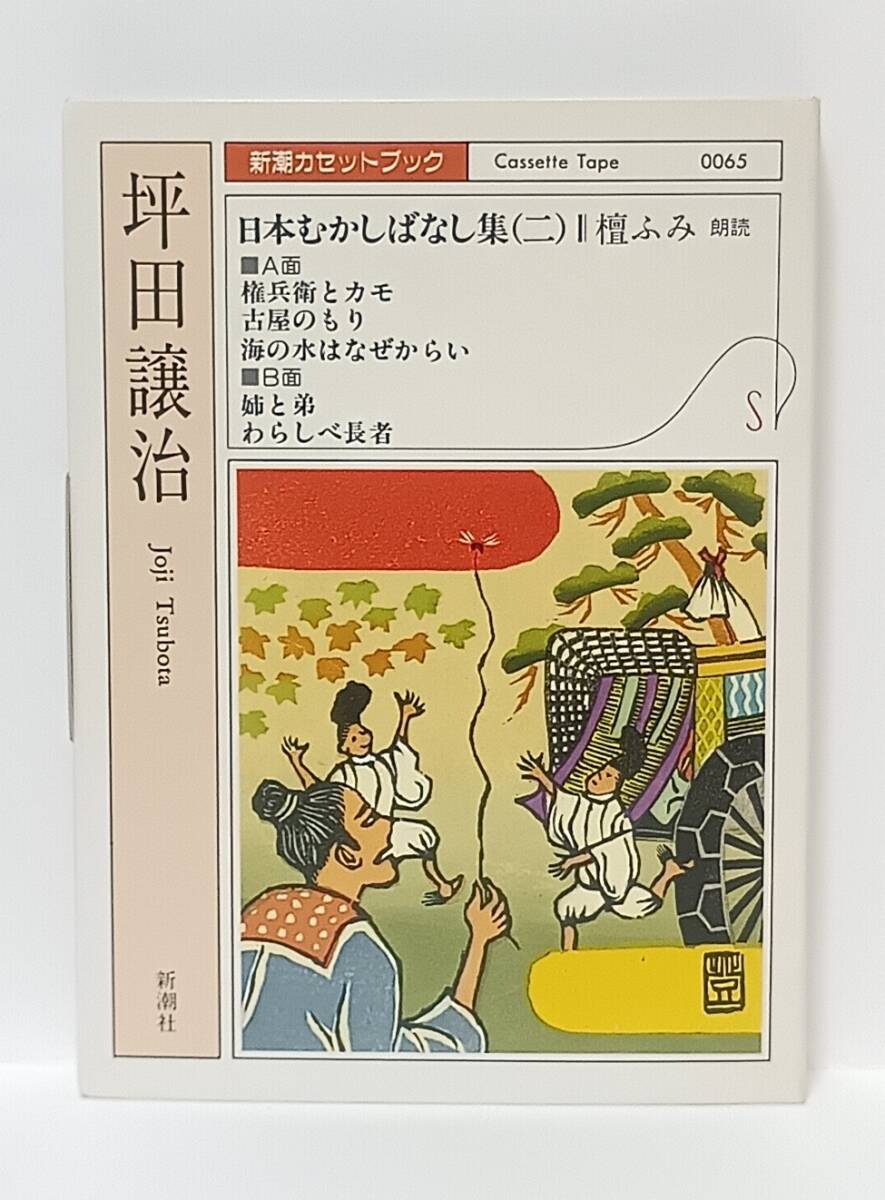 新潮カセットブック Cassette Tape 0065
坪田譲治
Joji Tsubota
新潮社
日本むかしばなし集(二)‖檀ふみ 朗読
■A面
権兵衛とカモ
古屋のもり
海の水はなぜからい
■B面
姉と弟
わらしべ長者
S